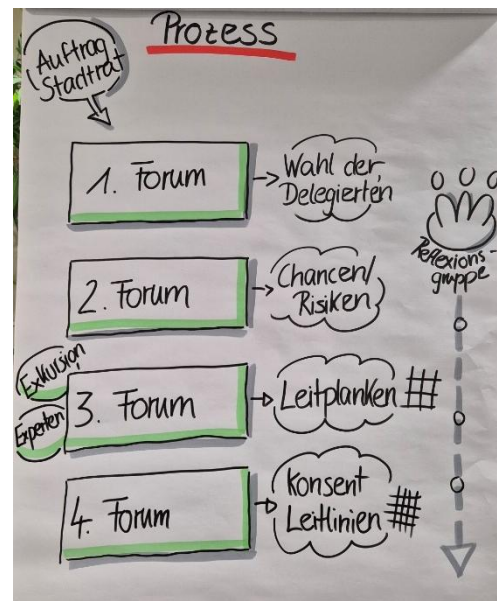 Prozess
Auftrag
Stadtrat
1. Forum
Wahl der
Delegierten
Reflexions-
gruppe
2. Forum
Chancen/
Risiken
Exkursion
Experten
3. Forum
Leitplanken
4. Forum
Konsent
Leitlinien